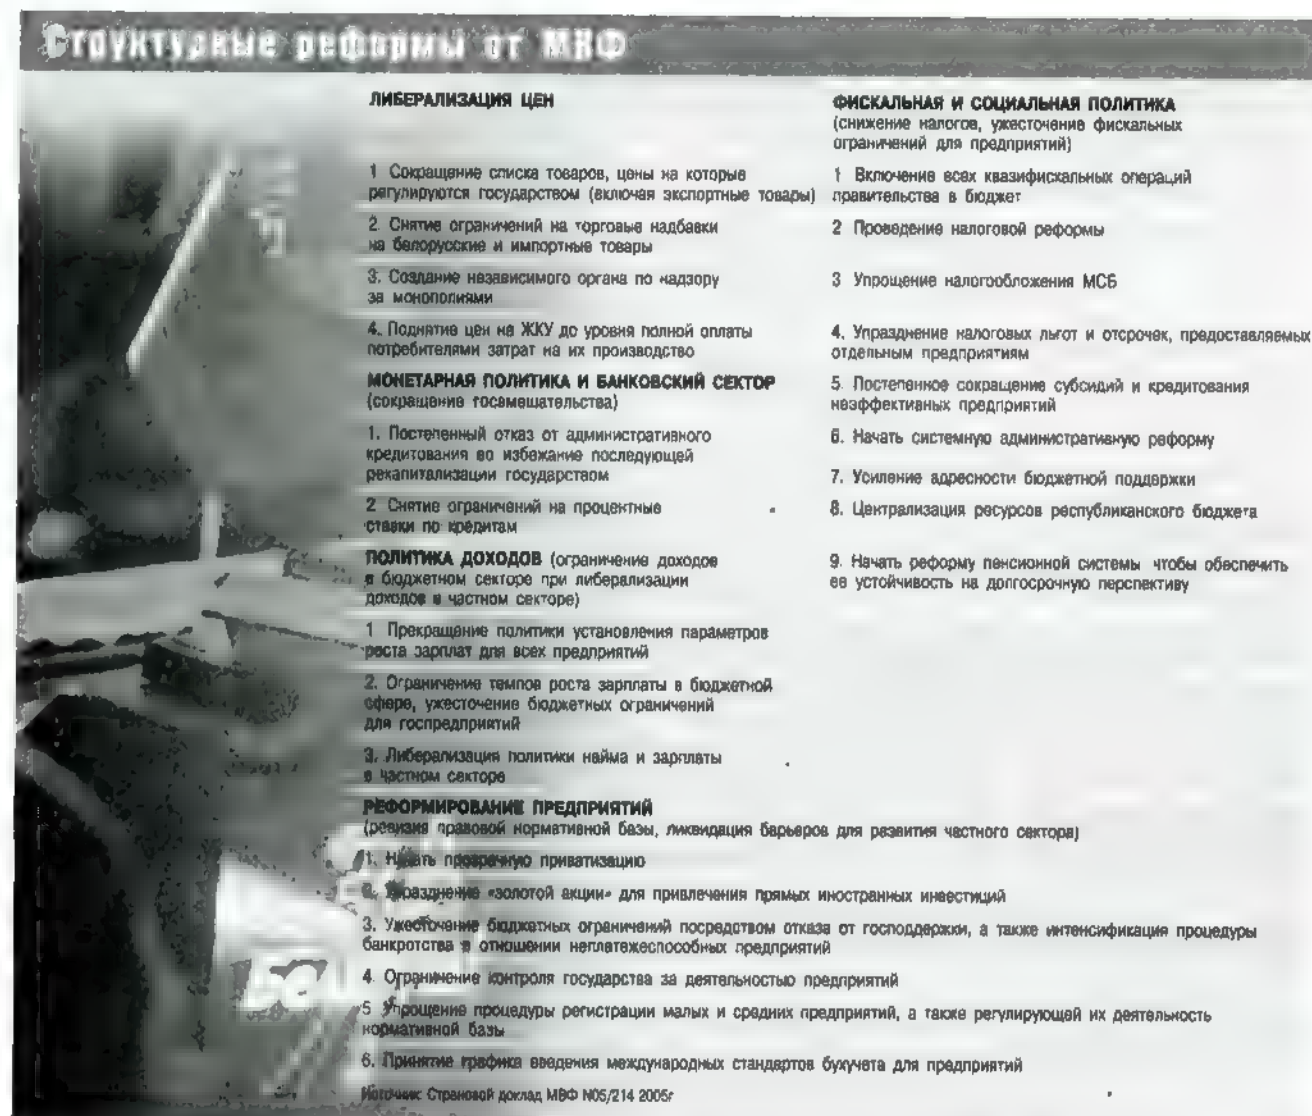 Структурные реформы от МВФ
ЛИБЕРАЛИЗАЦИЯ ЦЕН
1 Сокращение списка товаров, цены на которые
регулируются государством (включая экспортные товары)
2. Снятие ограничений на торговые надбавки
на белорусские и импортные товары
3. Создание независимого органа по надзору
за монополиями
4. Поднятие цен на ЖКУ до уровня полной оплаты
потребителями затрат на их производство
МОНЕТАРНАЯ ПОЛИТИКА И БАНКОВСКИЙ СЕКТОР
(сокращение госвмешательства)
1. Постепенный отказ от административного
кредитования во избежание последующей
рекапитализации государством
2 Снятие ограничений на процентные
ставки по кредитам
ПОЛИТИКА ДОХОДОВ (ограничение доходов
в бюджетном секторе при либерализации
доходов в частном секторе)
1 Прекращение политики установления параметров
роста зарплат для всех предприятий
2. Ограничение темпов роста зарплаты в бюджетной
сфере, ужесточение бюджетных ограничений
для госпредприятий
3. Либерализация политики найма и зарплаты
в частном секторе
ФИСКАЛЬНАЯ И СОЦИАЛЬНАЯ ПОЛИТИКА
(снижение налогов, ужесточение фискальных
ограничений для предприятий)
1 Включение всех квазифискальных операций
правительства в бюджет
2 Проведение налоговой реформы
3 Упрощение налогообложения МСБ
4. Упразднение налоговых льгот и отсрочек, предоставляемых
отдельным предприятиям
5. Постепенное сокращение субсидий и кредитования
неэффективных предприятий
6. Начать системную административную реформу
7. Усиление адресности бюджетной поддержки
8. Централизация ресурсов республиканского бюджета
9. Начать реформу пенсионной системы чтобы обеспечить
ее устойчивость на долгосрочную перспективу
РЕФОРМИРОВАНИЕ ПРЕДПРИЯТИЙ
(ревизия правовой нормативной базы, ликвидация барьеров для развития частного сектора)
1. Начать прозрачную приватизацию
2. Упразднение «золотой акции» для привлечения прямых иностранных инвестиций
3. Ужесточение бюджетных ограничений посредством отказа от господдержки, а также интенсификация процедуры
банкротства в отношении неплатежеспособных предприятий
4 Ограничение контроля государства за деятельностью предприятий
5 Упрощение процедуры регистрации малых и средних предприятий, а также регулирующей их деятельность
нормативной базы
6. Принятие графика введения международных стандартов бухучета для предприятий
Источник: Страновой доклад МВФ N05/214 2005г